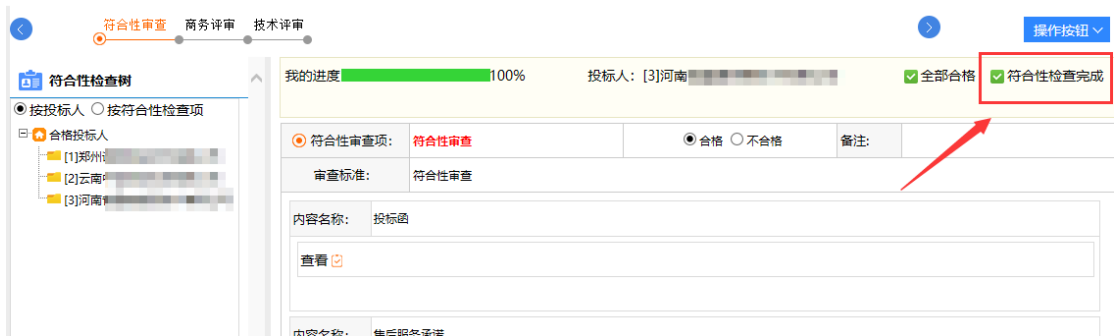 符合性审查 商务评审 技术评审
操作按钮
符合性检查树
我的进度 100% 投标人：[3]河南 全部合格 符合性检查完成
按投标人 按符合性检查项
合格投标人
[1]郑州
[2]云南
[3]河南
符合性审查项： 符合性审查 合格 不合格 备注:
审查标准： 符合性审查
内容名称： 投标函
查看
内容名称： 售后服务承诺